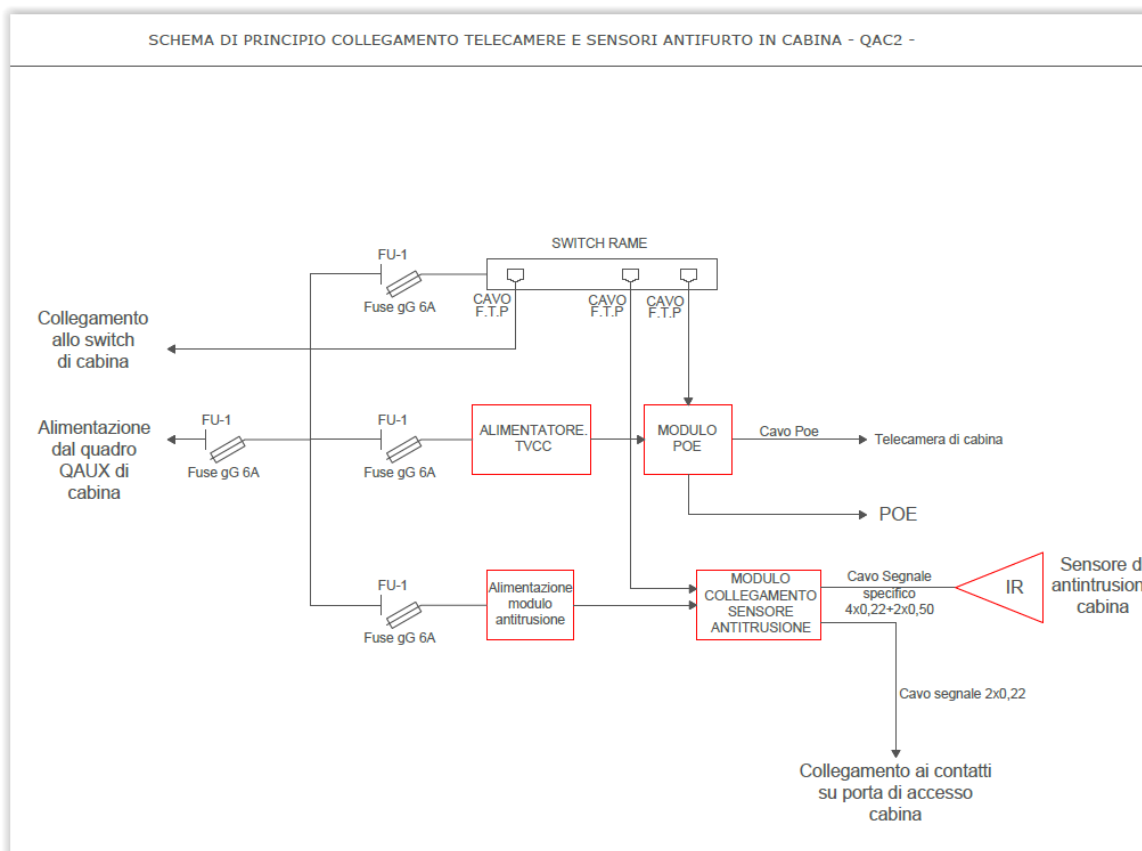 SCHEMA DI PRINCIPIO COLLEGAMENTO TELECAMERE E SENSORI ANTIFURTO IN CABINA - QAC2 -
SWITCH RAME
FU-1
Fuse gG 6A
CAVO
F.T.P
CAVO
F.T.P
CAVO
F.T.P
Collegamento
allo switch
di cabina
Alimentazione
dal quadro
QAUX di
cabina
FU-1
Fuse gG 6A
FU-1
Fuse gG 6A
ALIMENTATORE.
TVCC
MODULO
POE
Cavo Poe
Telecamera di cabina
POE
FU-1
Fuse gG 6A
Alimentazione
modulo
antitrusione
MODULO
COLLEGAMENTO
SENSORE
ANTITRUSIONE
Cavo Segnale
specifico
4x0,22+2x0,50
IR
Sensore d
antintrusion
cabina
Cavo segnale 2x0,22
Collegamento ai contatti
su porta di accesso
cabina